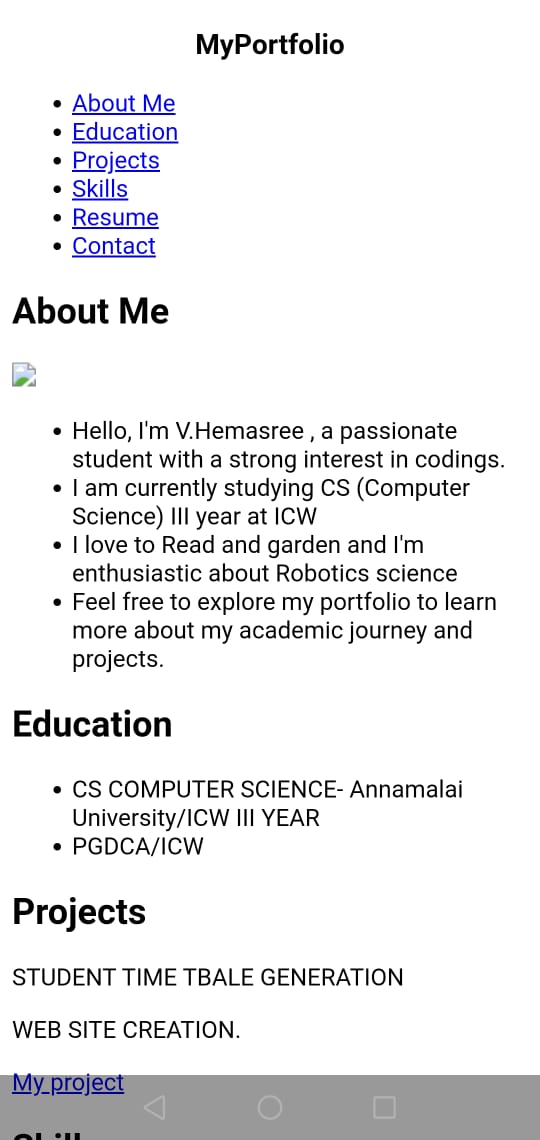 MyPortfolio
• About Me
• Education
• Projects
• Skills
• Resume
• Contact
About Me
• Hello, I'm V.Hemasree , a passionate
student with a strong interest in codings.
• I am currently studying CS (Computer
Science) III year at ICW
• I love to Read and garden and I'm
enthusiastic about Robotics science
• Feel free to explore my portfolio to learn
more about my academic journey and
projects.
Education
• CS COMPUTER SCIENCE- Annamalai
University/ICW III YEAR
• PGDCA/ICW
Projects
STUDENT TIME TBALE GENERATION
WEB SITE CREATION.
My project